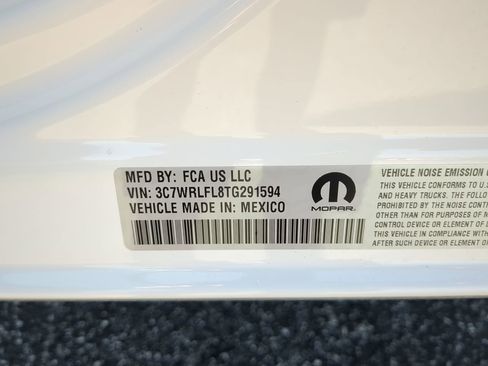 MFD BY: FCA US LLC
VIN: 3C7WRLFL8TG291594
VEHICLE MADE IN: MEXICO
MOPAR
VEHICLE NOISE EMISSION
THIS VEHICLE CONFORMS TO U.S.
AND HEAVY TRUCKS. THE FOLLO
PROHIBITED BY THE NOISE CONTR
OTHER THAN FOR PURPOSES OF M
CONTROL DEVICE OR ELEMENT OF D
THIS VEHICLE IN COMPLIANCE WITH
AFTER SUCH DEVICE OR ELEMENT OF